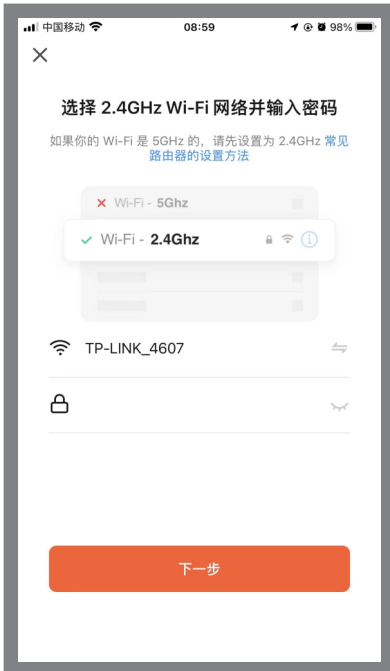 中国移动 08:59 98%
选择 2.4GHz Wi-Fi 网络并输入密码
如果你的 Wi-Fi 是 5GHz 的，请先设置为 2.4GHz 常见
路由器的设置方法
Wi-Fi - 5Ghz
Wi-Fi - 2.4Ghz
TP-LINK_4607
下一步